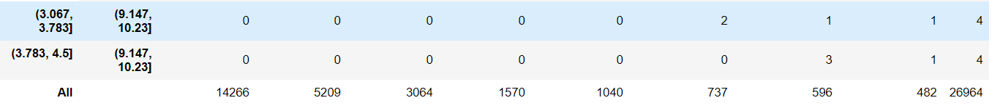 (3.067, 3.783] (9.147, 10.23] 0 0 0 0 0 2 1 1 4
(3.783, 4.5] (9.147, 10.23] 0 0 0 0 0 0 3 1 4
All 14266 5209 3064 1570 1040 737 596 482 26964